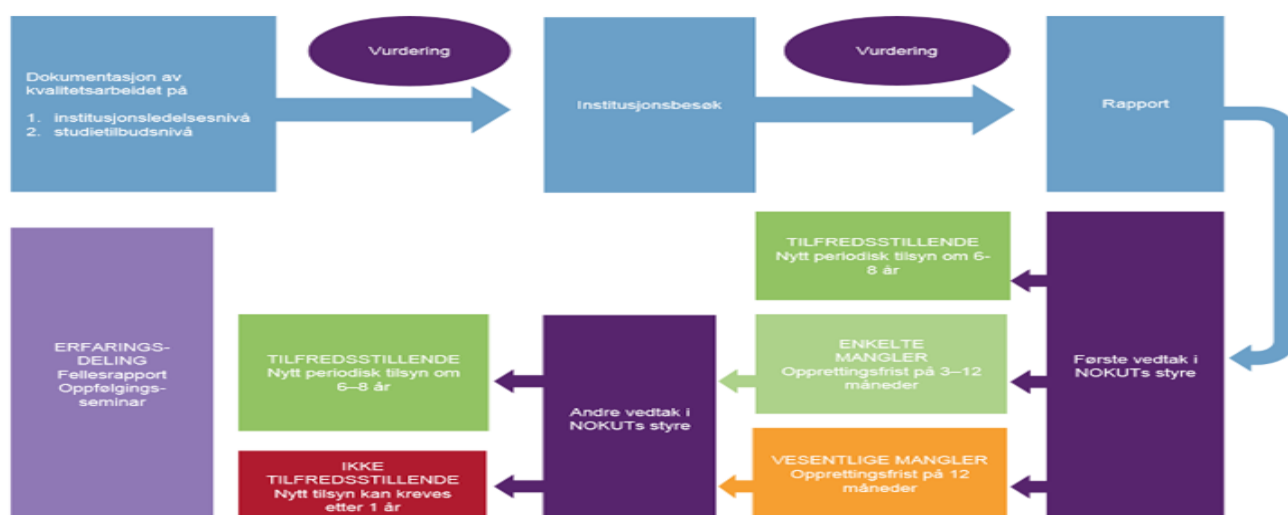 Dokumentasjon av
kvalitetsarbeidet på
1. institusjonsledelsesnivå
2. studietilbudsnivå
Vurdering
Institusjonsbesøk
Vurdering
Rapport
Første vedtak i
NOKUTs styre
TILFREDSSTILLENDE
Nytt periodisk tilsyn om 6-
8 år
ENKELTE
MANGLER
Opprettingsfrist på 3–12
måneder
VESENTLIGE MANGLER
Opprettingsfrist på 12
måneder
Andre vedtak i
NOKUTs styre
TILFREDSSTILLENDE
Nytt periodisk tilsyn om
6–8 år
IKKE
TILFREDSSTILLENDE
Nytt tilsyn kan kreves
etter 1 år
ERFARINGS-
DELING
Fellesrapport
Oppfølgings-
seminar